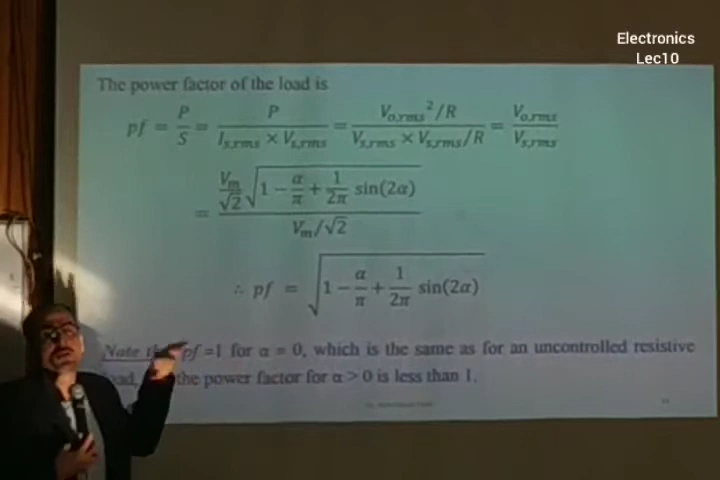 Electronics
Lec10
The power factor of the load is
pf = P/S = P/(I_s,rms × V_s,rms) = (V_o,rms²/R)/(V_s,rms × V_s,rms/R) = V_o,rms/V_s,rms
= (V_m/√2 √(1 − α/π + 1/2π sin(2α)))/(V_m/√2)
∴ pf = √(1 − α/π + 1/2π sin(2α))
Note pf =1 for α = 0, which is the same as for an uncontrolled resistive
the power factor for α > 0 is less than 1.